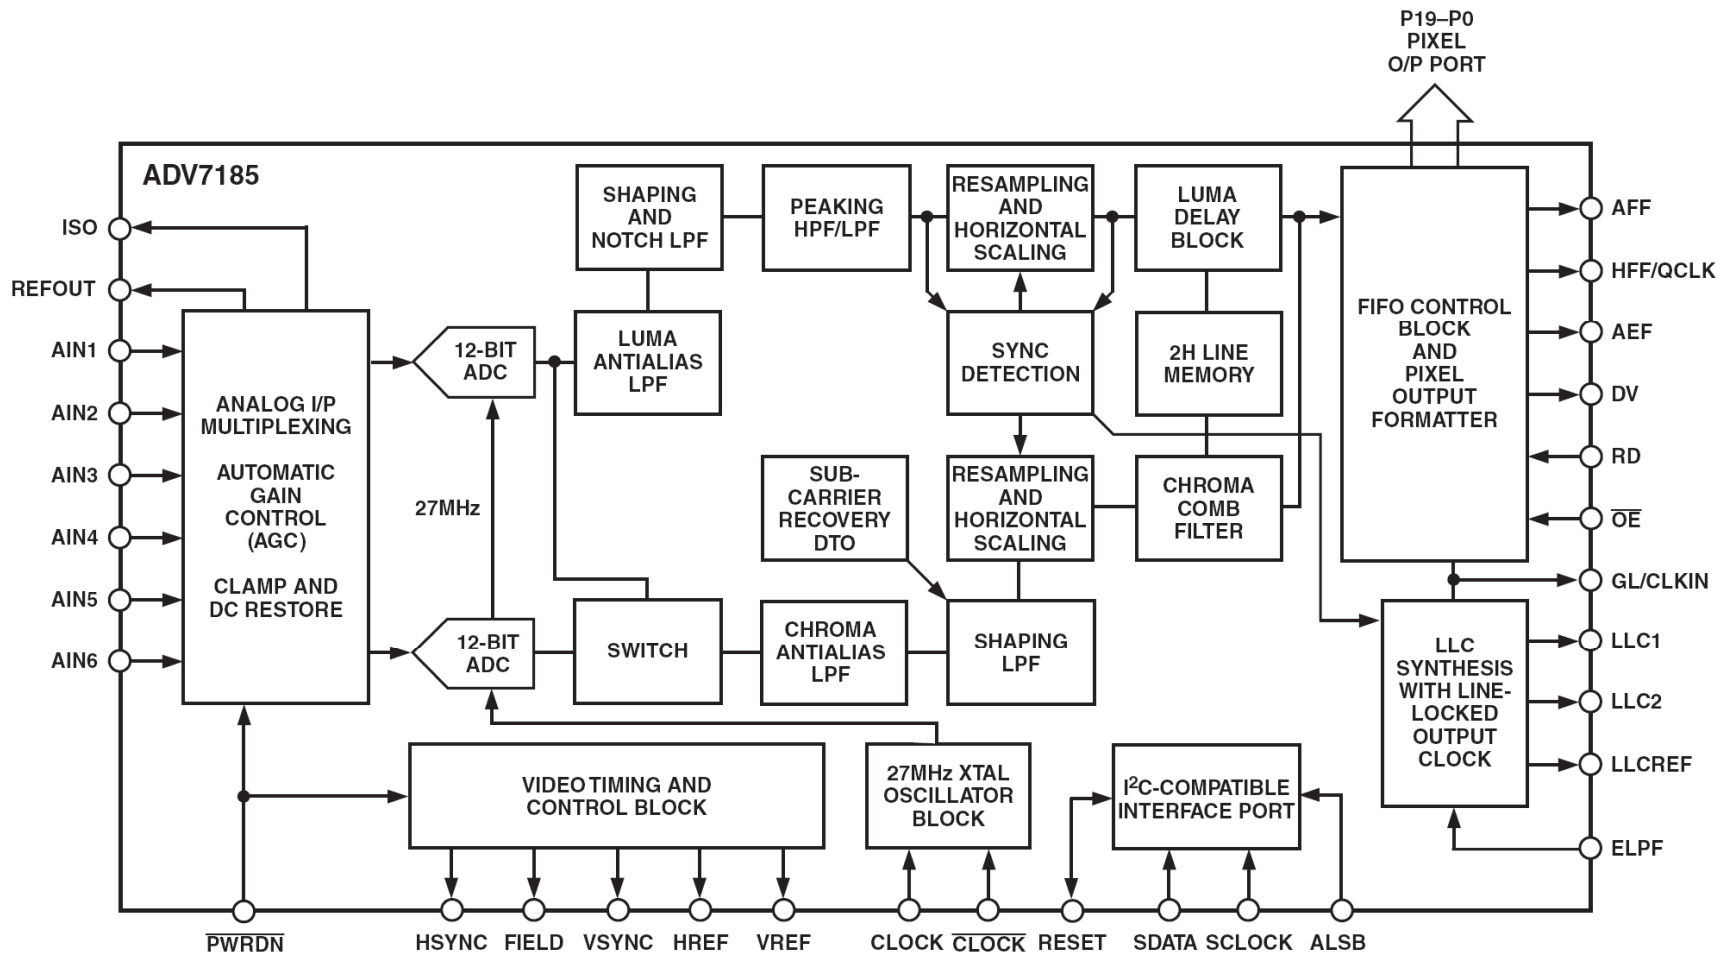 P19–P0
PIXEL
O/P PORT
ADV7185
ISO
REFOUT
AIN1
AIN2
AIN3
AIN4
AIN5
AIN6
ANALOG I/P
MULTIPLEXING
AUTOMATIC
GAIN
CONTROL
(AGC)
CLAMP AND
DC RESTORE
12-BIT
ADC
27MHz
12-BIT
ADC
SHAPING
AND
NOTCH LPF
LUMA
ANTIALIAS
LPF
SWITCH
PEAKING
HPF/LPF
SUB-
CARRIER
RECOVERY
DTO
CHROMA
ANTIALIAS
LPF
RESAMPLING
AND
HORIZONTAL
SCALING
SYNC
DETECTION
RESAMPLING
AND
HORIZONTAL
SCALING
SHAPING
LPF
LUMA
DELAY
BLOCK
2H LINE
MEMORY
CHROMA
COMB
FILTER
FIFO CONTROL
BLOCK
AND
PIXEL
OUTPUT
FORMATTER
LLC
SYNTHESIS
WITH LINE-
LOCKED
OUTPUT
CLOCK
AFF
HFF/QCLK
AEF
DV
RD
OE
GL/CLKIN
LLC1
LLC2
LLCREF
ELPF
VIDEO TIMING AND
CONTROL BLOCK
27MHz XTAL
OSCILLATOR
BLOCK
I²C-COMPATIBLE
INTERFACE PORT
PWRDN
HSYNC
FIELD
VSYNC
HREF
VREF
CLOCK
CLOCK
RESET
SDATA
SCLOCK
ALSB